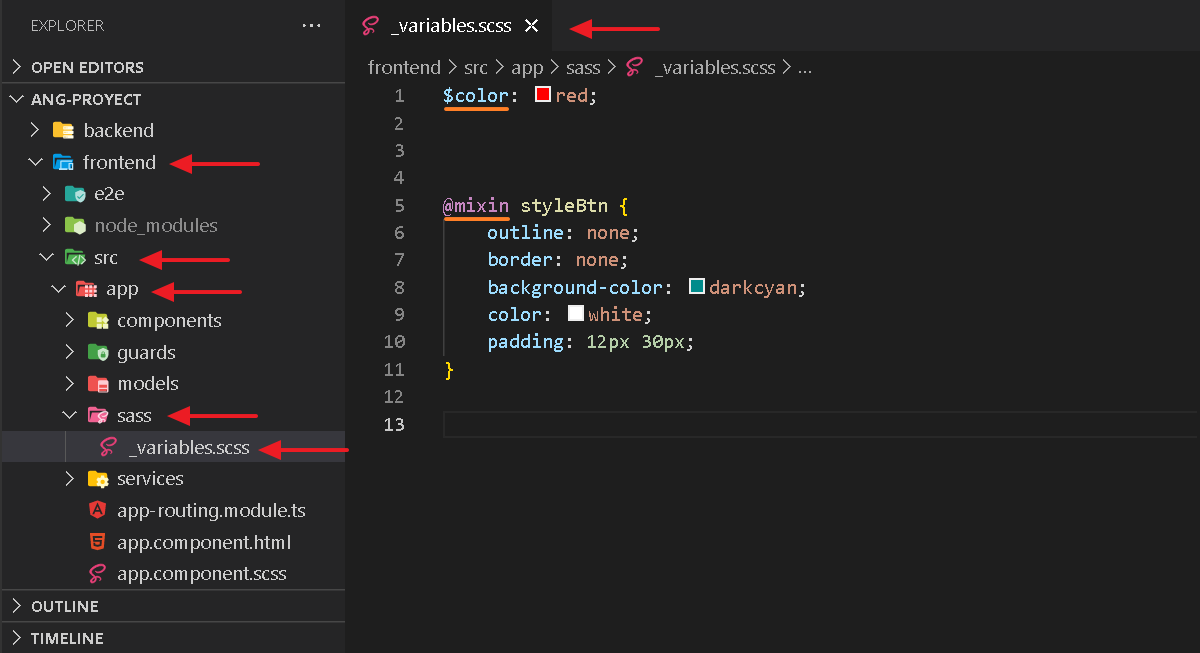 EXPLORER ...
OPEN EDITORS
ANG-PROYECT
backend
frontend
e2e
node_modules
src
app
components
guards
models
sass
_variables.scss
services
app-routing.module.ts
app.component.html
app.component.scss
OUTLINE
TIMELINE
_variables.scss
frontend > src > app > sass > _variables.scss > ...
1 $color: red;
2
3
4
5 @mixin styleBtn {
6 outline: none;
7 border: none;
8 background-color: darkcyan;
9 color: white;
10 padding: 12px 30px;
11 }
12
13